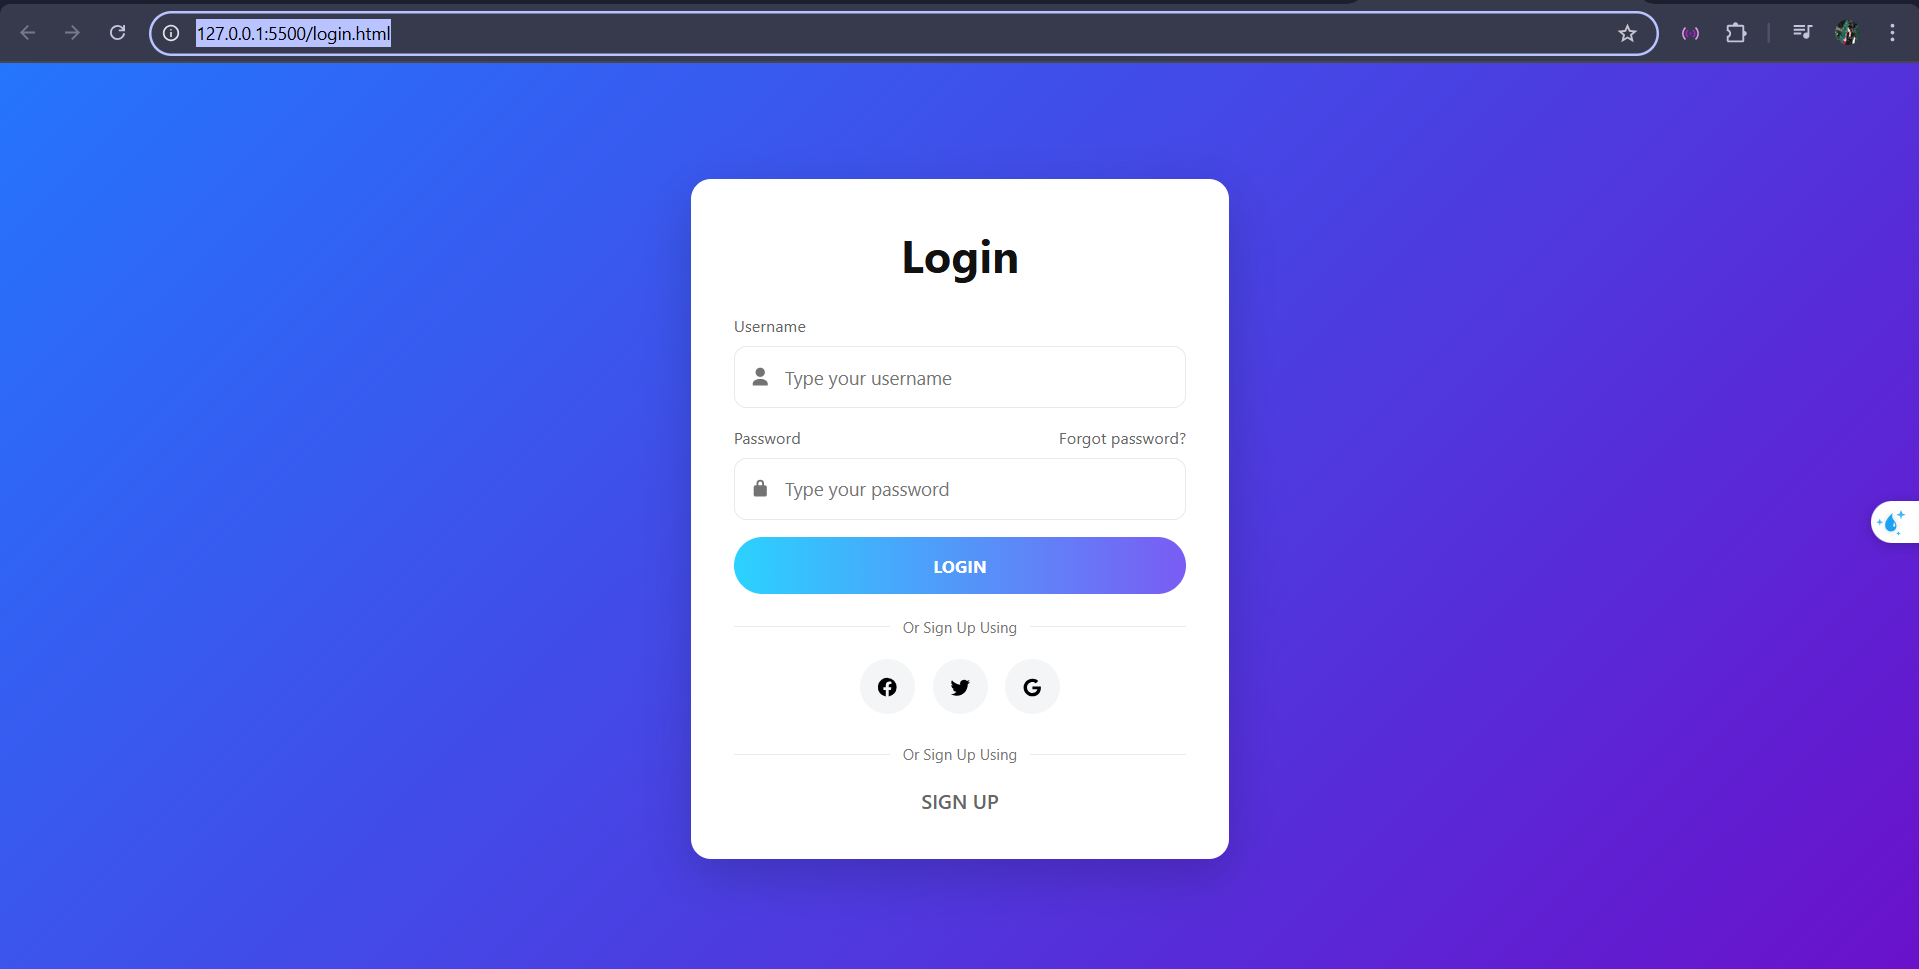 127.0.0.1:5500/login.html
Login
Username
Type your username
Password Forgot password?
Type your password
LOGIN
Or Sign Up Using
Or Sign Up Using
SIGN UP